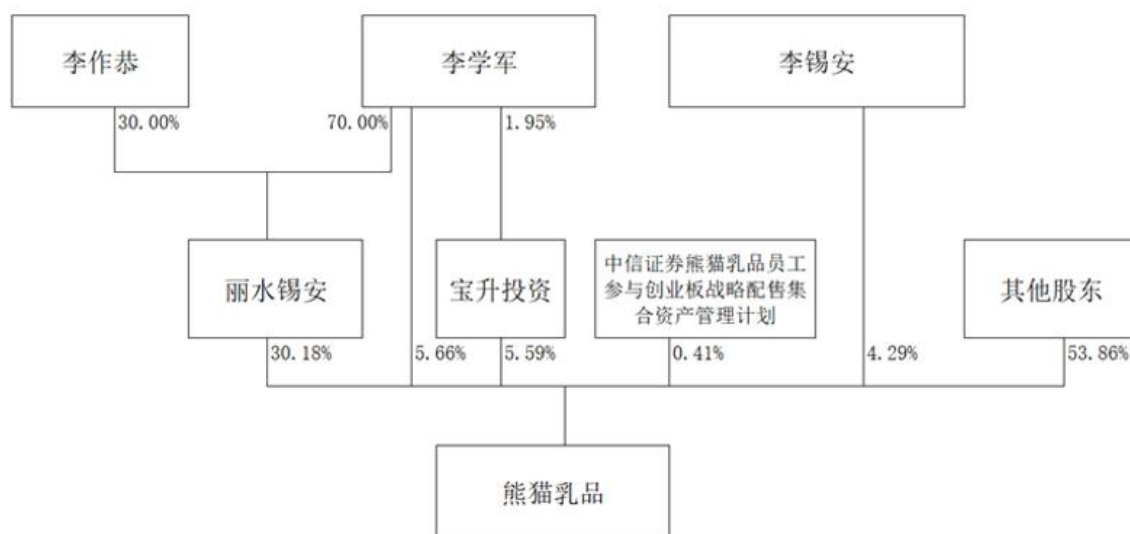 李作恭
李学军
李锡安
30.00%
70.00%
1.95%
丽水锡安
宝升投资
中信证券熊猫乳品员工
参与创业板战略配售集
合资产管理计划
其他股东
30.18%
5.66%
5.59%
0.41%
4.29%
53.86%
熊猫乳品